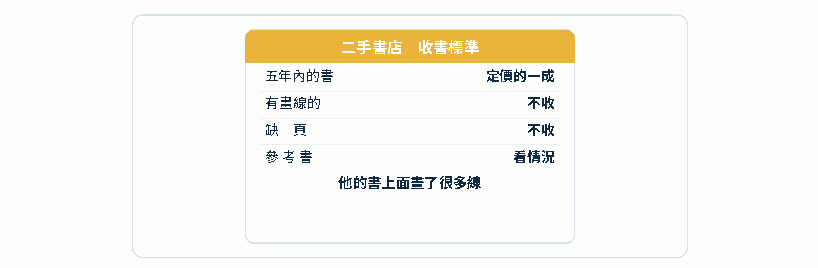 二手書店　收書標準
五年內的書　定價的一成
有畫線的　不收
缺　頁　不收
參 考 書　看情況
他的書上面畫了很多線